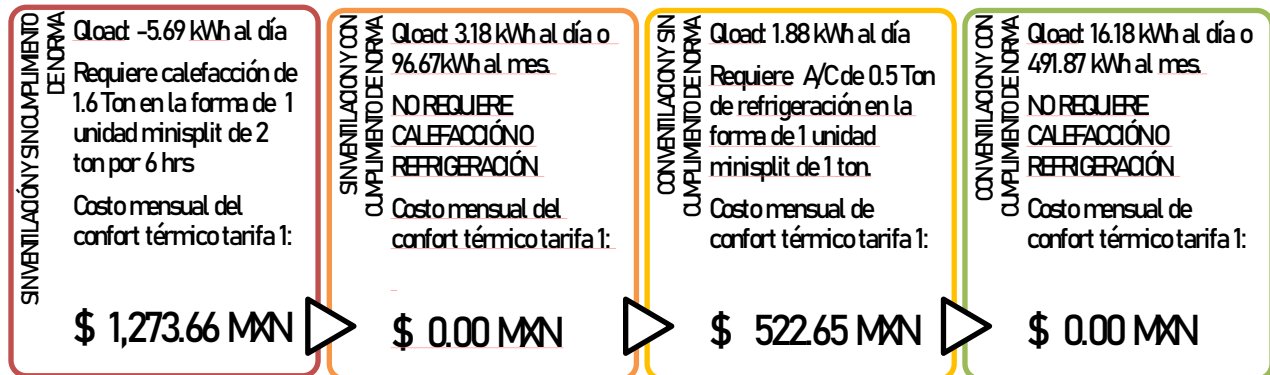 SIN VENTILACIÓN Y SIN CUMPLIMIENTO
DE NORMA
Qload: -5.69 kWh al día
Requiere calefacción de
1.6 Ton en la forma de 1
unidad minisplit de 2
ton por 6 hrs
Costo mensual del
confort térmico tarifa 1:
$ 1,273.66 MXN
SIN VENTILACIÓN Y CON
CUMPLIMIENTO DE NORMA
Qload: 3.18 kWh al día o
96.67kWh al mes.
NO REQUIERE
CALEFACCIÓN O
REFRIGERACIÓN
Costo mensual del
confort térmico tarifa 1:
$ 0.00 MXN
CON VENTILACIÓN Y SIN
CUMPLIMIENTO DE NORMA
Qload: 1.88 kWh al día
Requiere A/C de 0.5 Ton
de refrigeración en la
forma de 1 unidad
minisplit de 1 ton.
Costo mensual de
confort térmico tarifa 1:
$ 522.65 MXN
CON VENTILACIÓN Y CON
CUMPLIMIENTO DE NORMA
Qload: 16.18 kWh al día o
491.87 kWh al mes.
NO REQUIERE
CALEFACCIÓN O
REFRIGERACIÓN
Costo mensual de
confort térmico tarifa 1:
$ 0.00 MXN